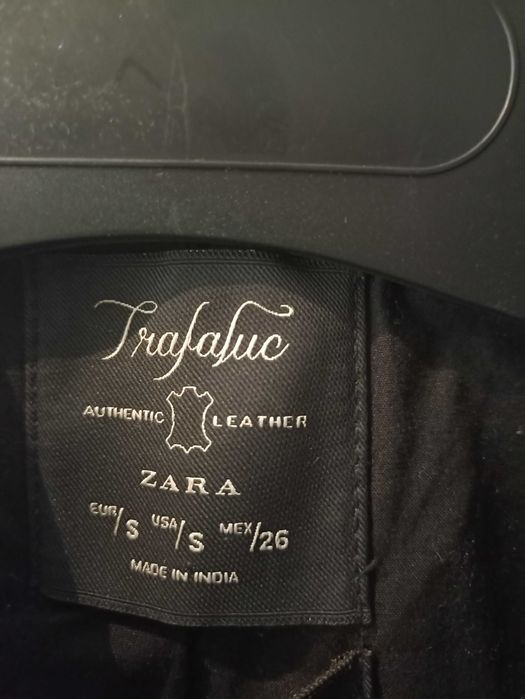 Trafaluc
AUTHENTIC LEATHER
ZARA
EUR/S USA/S MEX/26
MADE IN INDIA